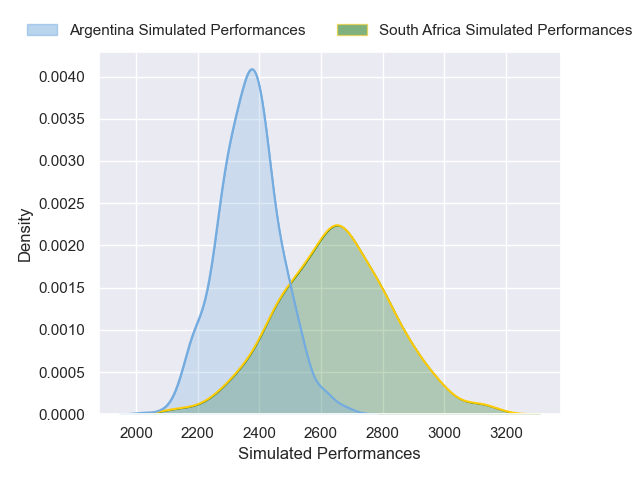 Argentina Simulated Performances South Africa Simulated Performances
0.0040
0.0035
0.0030
0.0025
0.0020
0.0015
0.0010
0.0005
0.0000
Density
2000 2200 2400 2600 2800 3000 3200
Simulated Performances